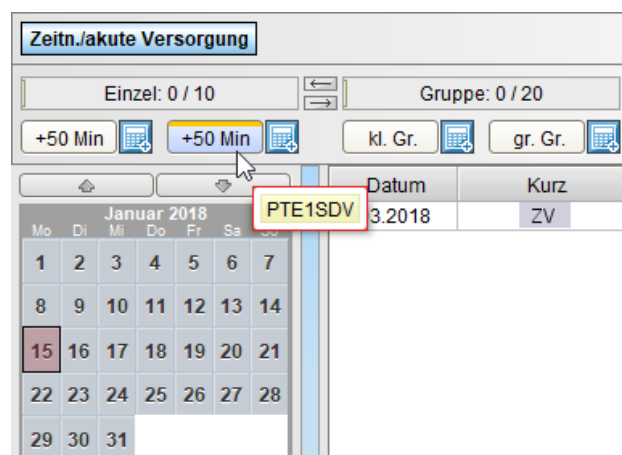 Zeitn./akute Versorgung
Einzel: 0 / 10
Gruppe: 0 / 20
+50 Min
+50 Min
kl. Gr.
gr. Gr.
PTE1SDV
Datum Kurz
3.2018 ZV
Januar 2018
Mo Di Mi Do Fr Sa So
1 2 3 4 5 6 7
8 9 10 11 12 13 14
15 16 17 18 19 20 21
22 23 24 25 26 27 28
29 30 31